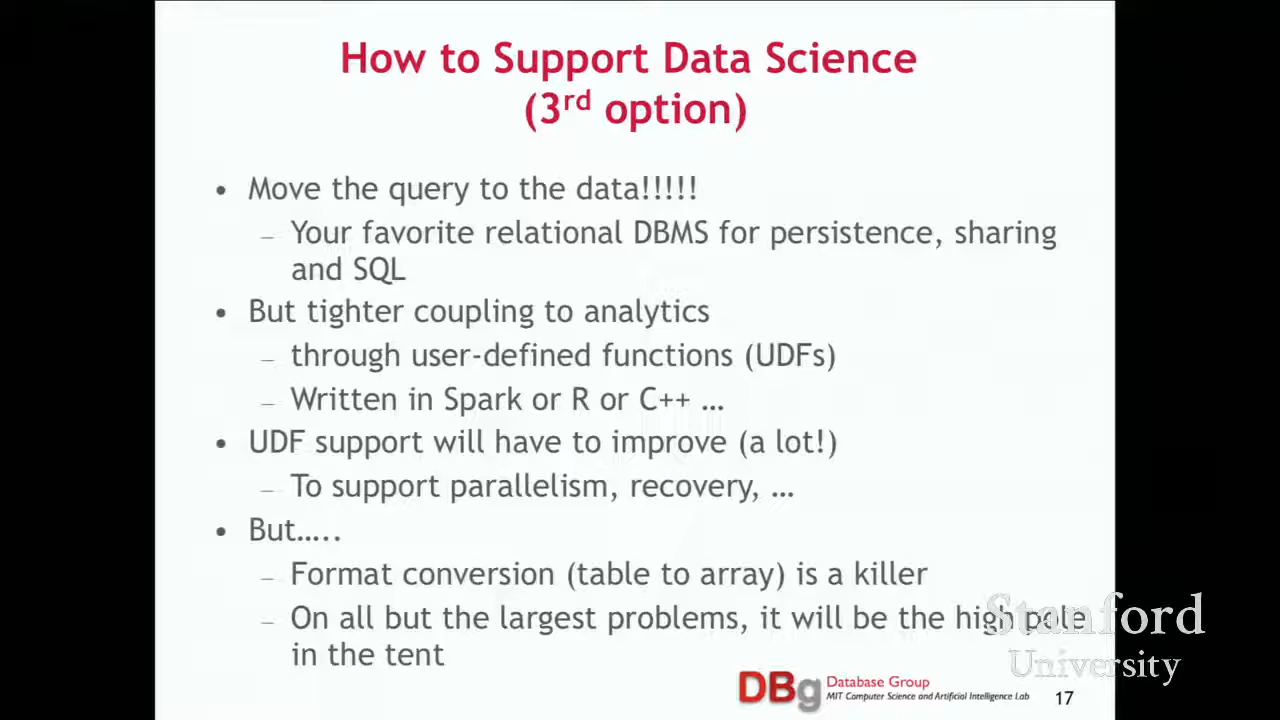 How to Support Data Science
(3rd option)
• Move the query to the data!!!!!
– Your favorite relational DBMS for persistence, sharing
and SQL
• But tighter coupling to analytics
– through user-defined functions (UDFs)
– Written in Spark or R or C++ …
• UDF support will have to improve (a lot!)
– To support parallelism, recovery, …
• But…..
– Format conversion (table to array) is a killer
– On all but the largest problems, it will be the high pole
in the tent
Stanford
University
DBg
Database Group
MIT Computer Science and Artificial Intelligence Lab
17